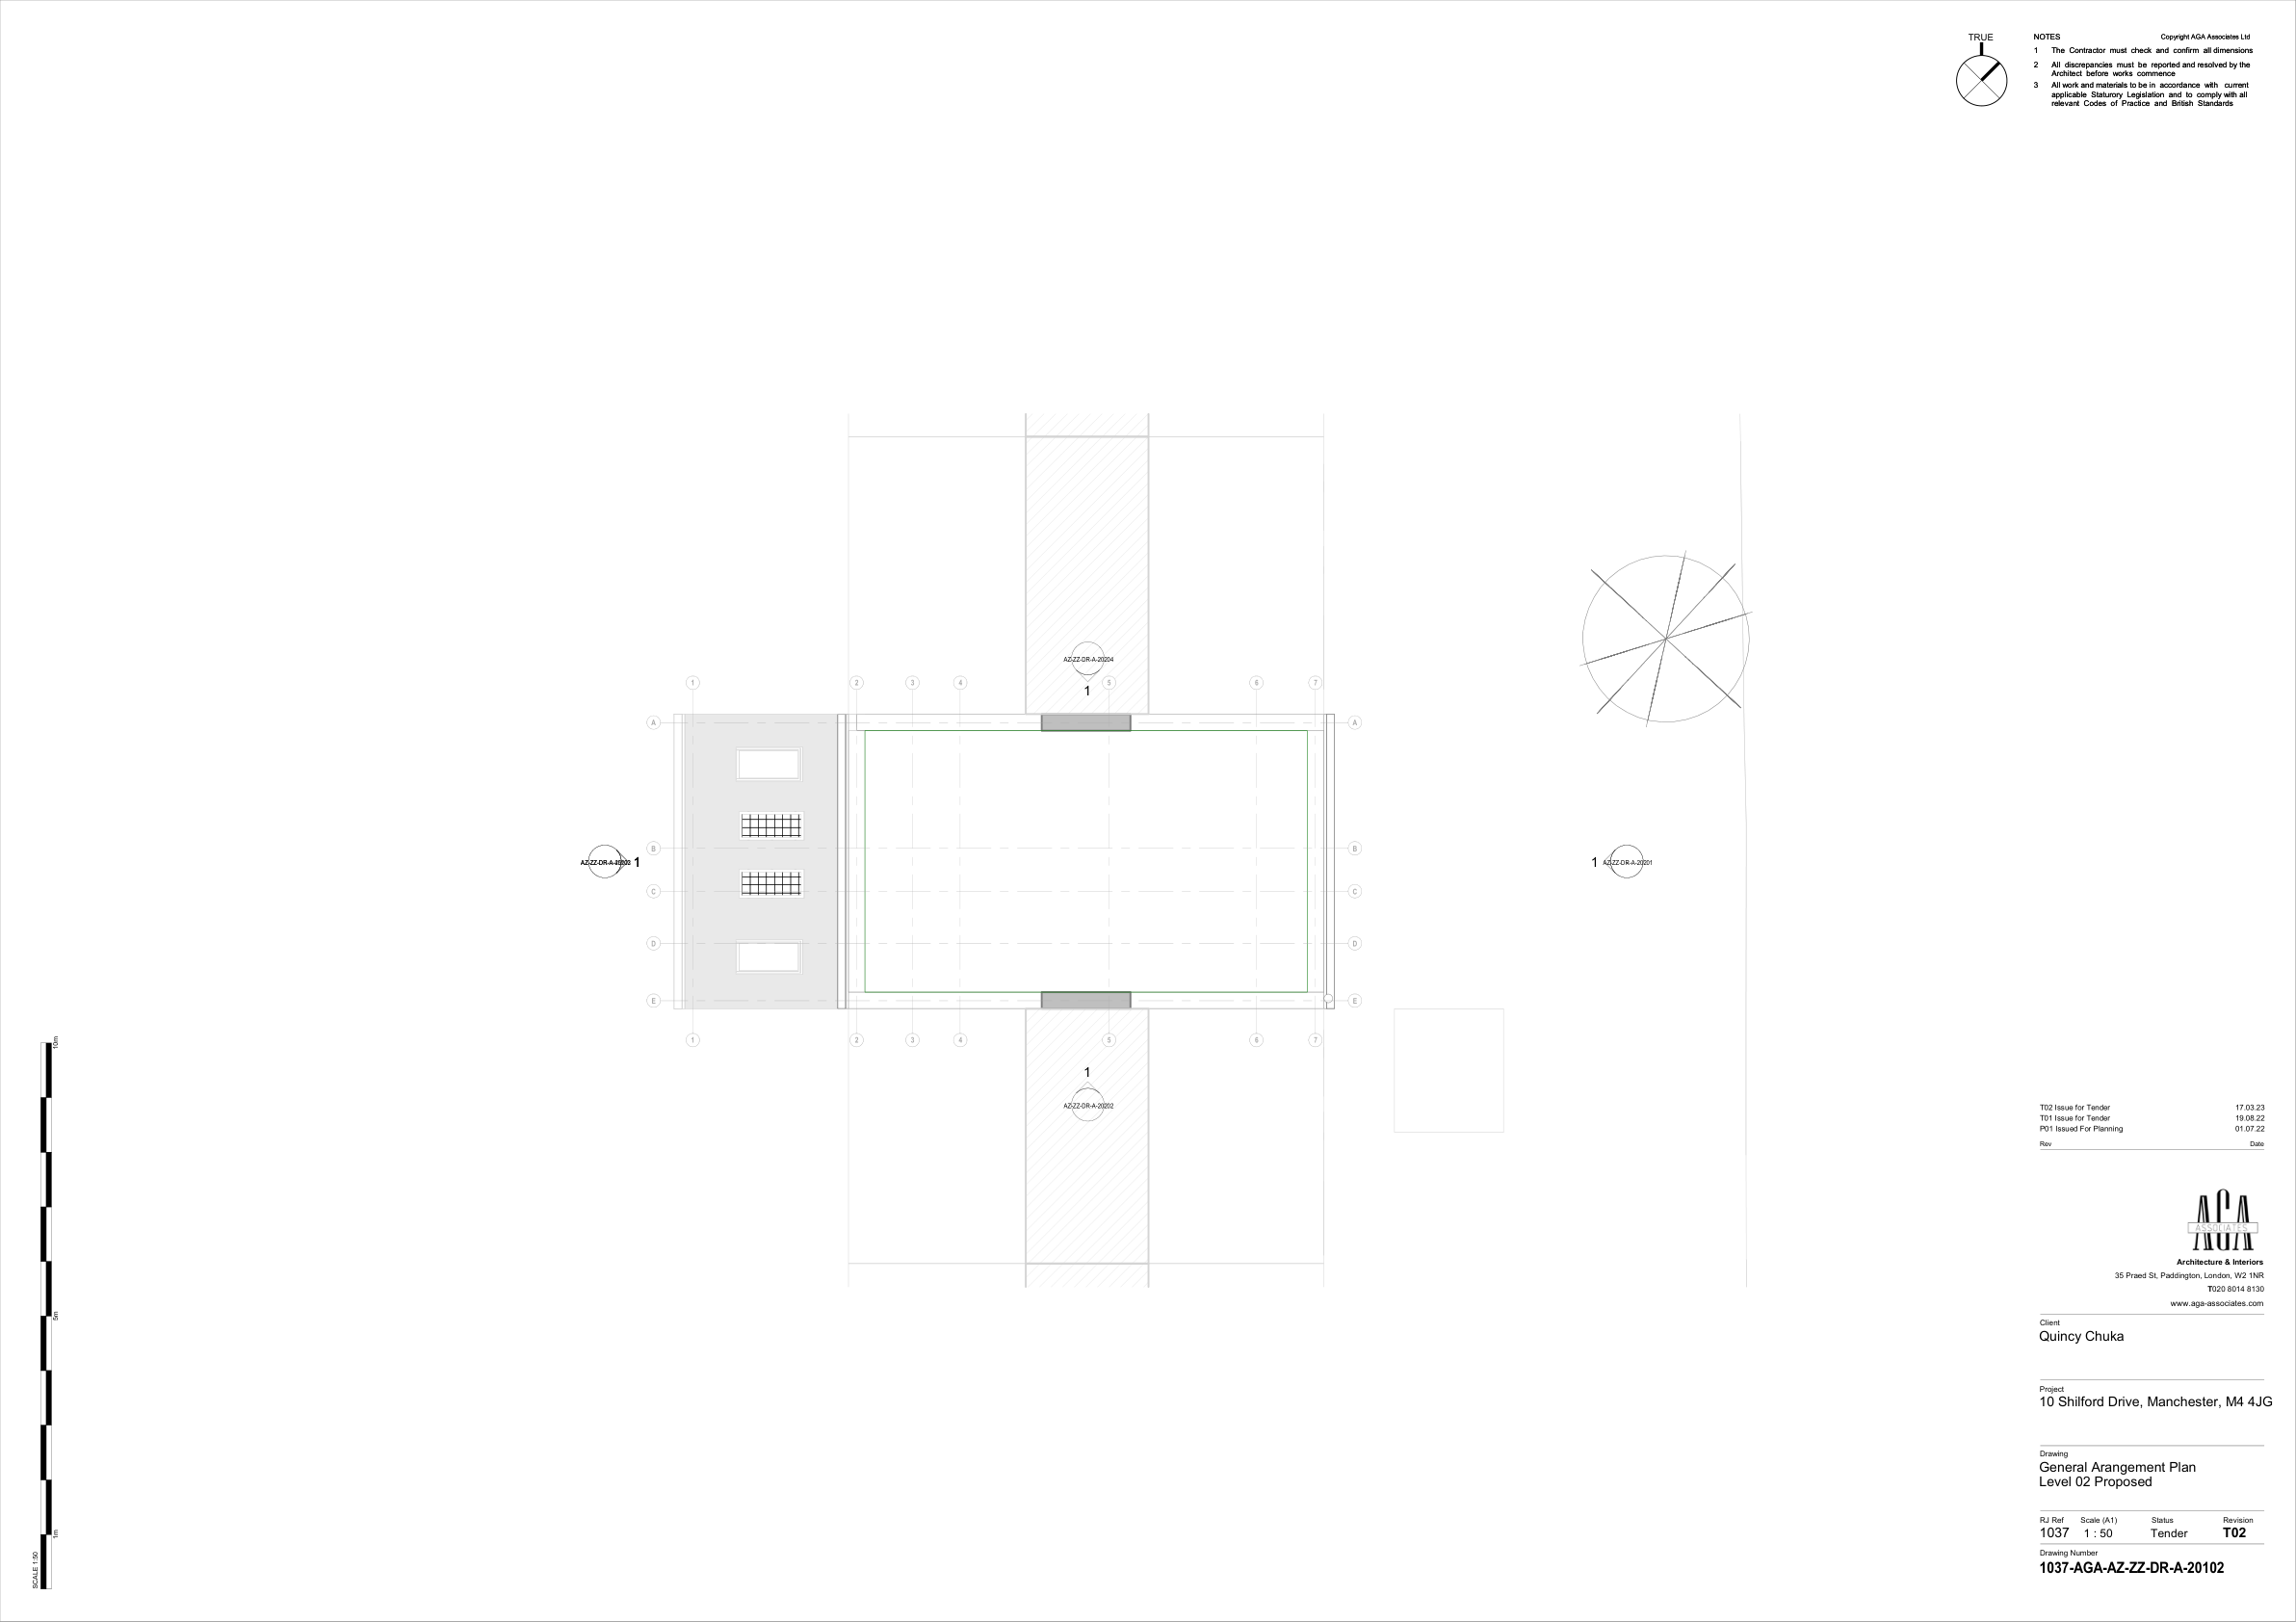 TRUE
NOTES
Copyright AGA Associates Ltd
1 The Contractor must check and confirm all dimensions
2 All discrepancies must be reported and resolved by the
Architect before works commence
3 All work and materials to be in accordance with current
applicable Staturory Legislation and to comply with all
relevant Codes of Practice and British Standards
AZ-ZZ-DR-A-20204
1
1 2 3 4 5 6 7
A A
B B
1
1 AZ-ZZ-DR-A-20201
C C
D D
E E
1 2 3 4 5 6 7
1
AZ-ZZ-DR-A-20202
10m
5m
1m
SCALE 1:50
T02 Issue for Tender 17.03.23
T01 Issue for Tender 19.08.22
P01 Issued For Planning 01.07.22
Rev Date
AGA
ASSOCIATES
Architecture & Interiors
35 Praed St, Paddington, London, W2 1NR
T020 8014 8130
www.aga-associates.com
Client
Quincy Chuka
Project
10 Shilford Drive, Manchester, M4 4JG
Drawing
General Arangement Plan
Level 02 Proposed
RJ Ref Scale (A1) Status Revision
1037 1 : 50 Tender T02
Drawing Number
1037-AGA-AZ-ZZ-DR-A-20102